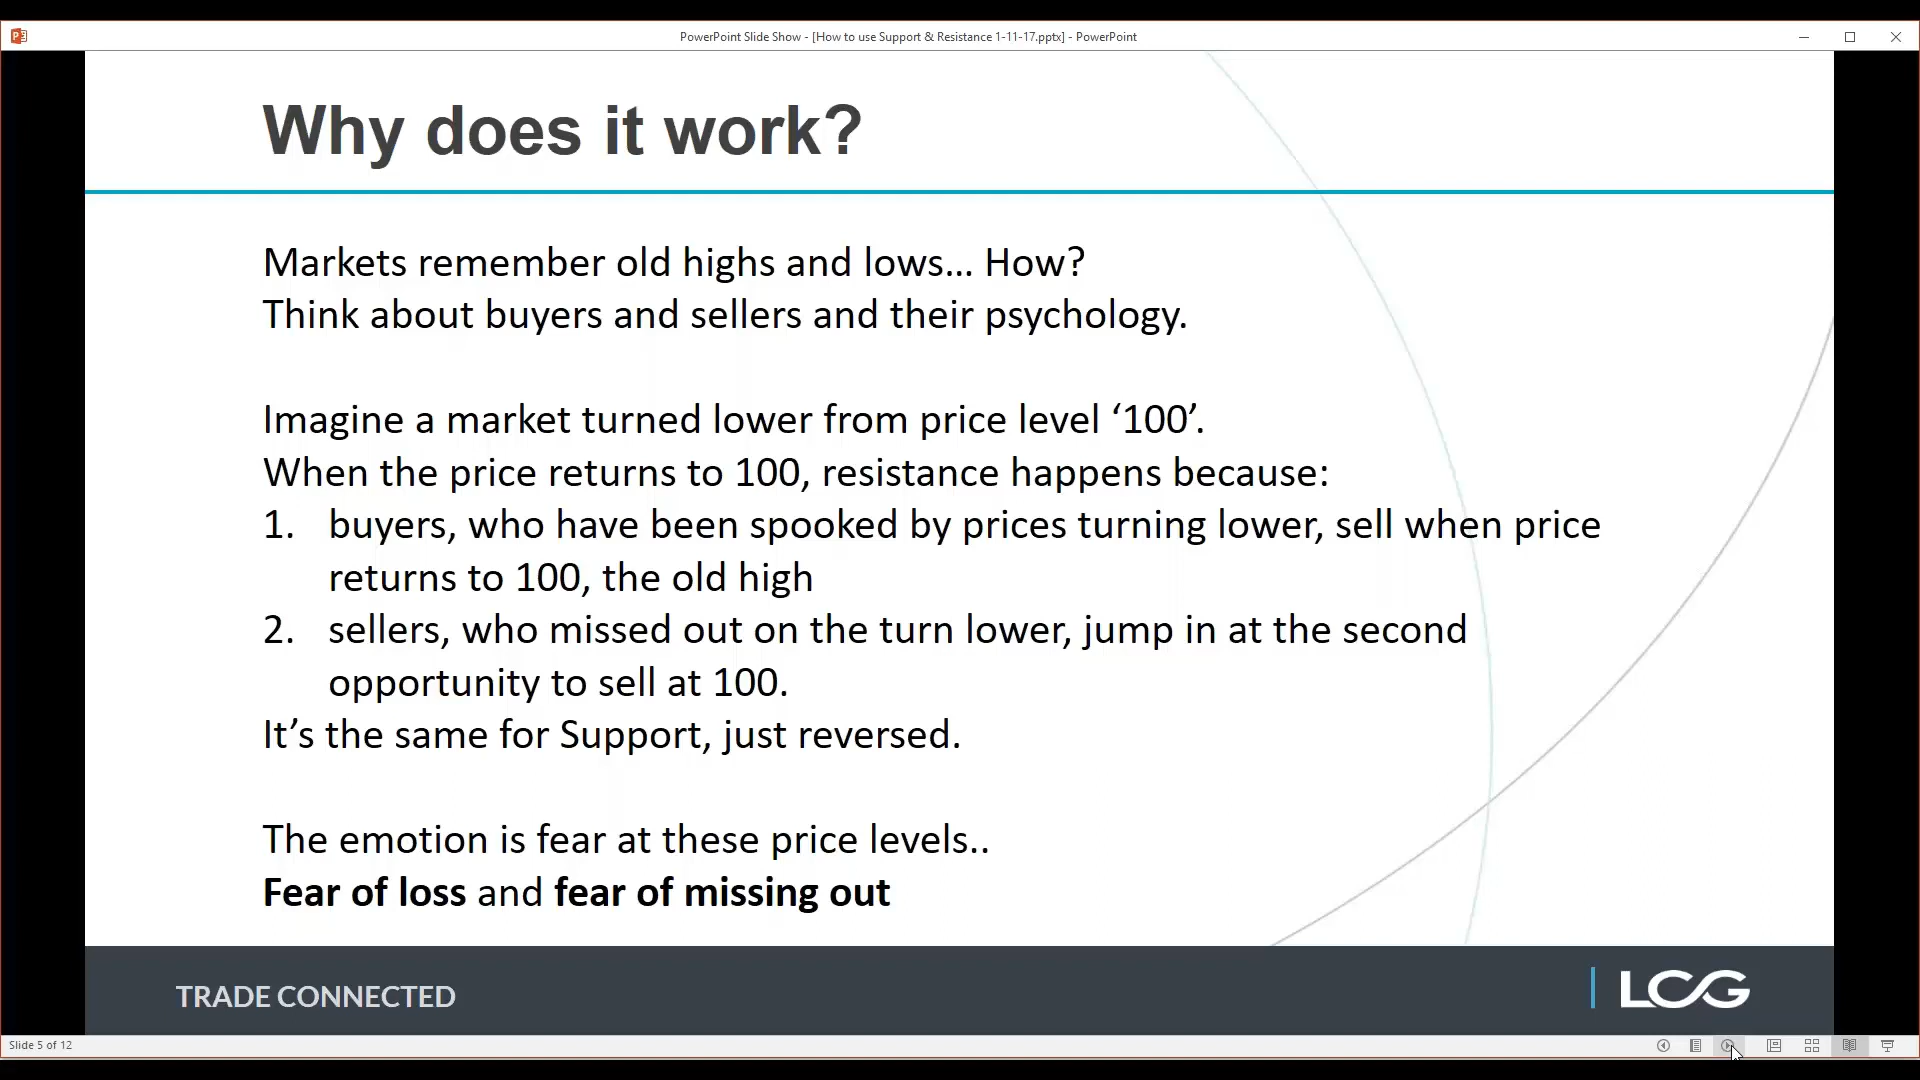 PowerPoint Slide Show - [How to use Support & Resistance 1-11-17.pptx] - PowerPoint
Why does it work?
Markets remember old highs and lows... How?
Think about buyers and sellers and their psychology.
Imagine a market turned lower from price level ‘100’.
When the price returns to 100, resistance happens because:
1. buyers, who have been spooked by prices turning lower, sell when price
returns to 100, the old high
2. sellers, who missed out on the turn lower, jump in at the second
opportunity to sell at 100.
It’s the same for Support, just reversed.
The emotion is fear at these price levels..
Fear of loss and fear of missing out
TRADE CONNECTED
LCG
Slide 5 of 12